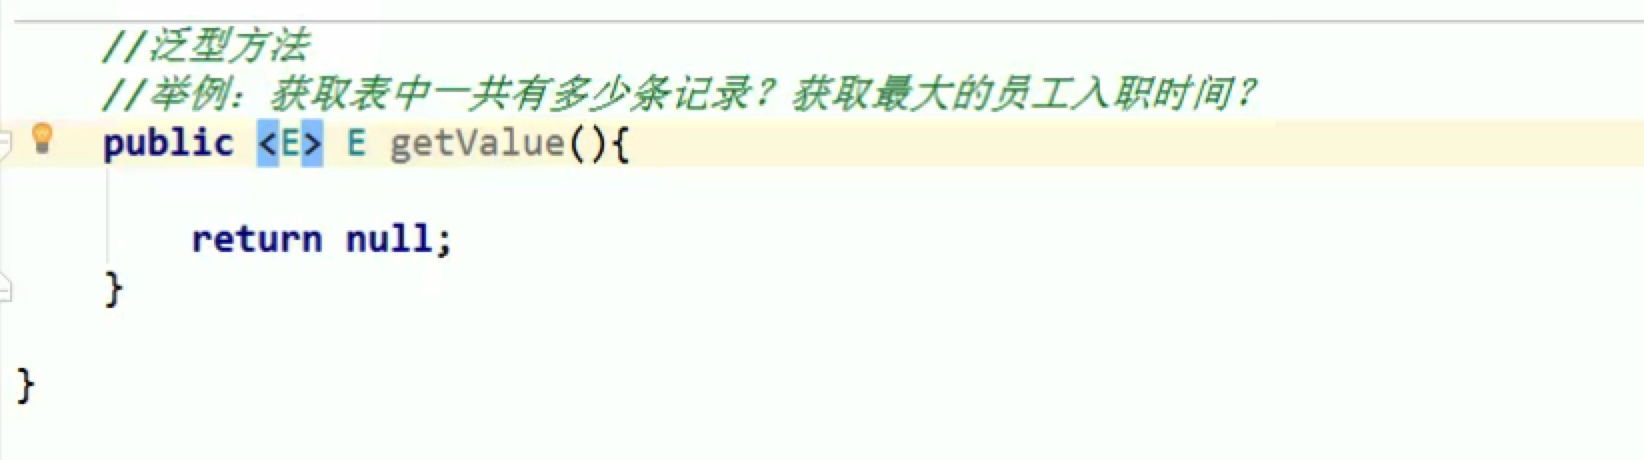 //泛型方法
//举例：获取表中一共有多少条记录？获取最大的员工入职时间？
public <E> E getValue(){
return null;
}
}